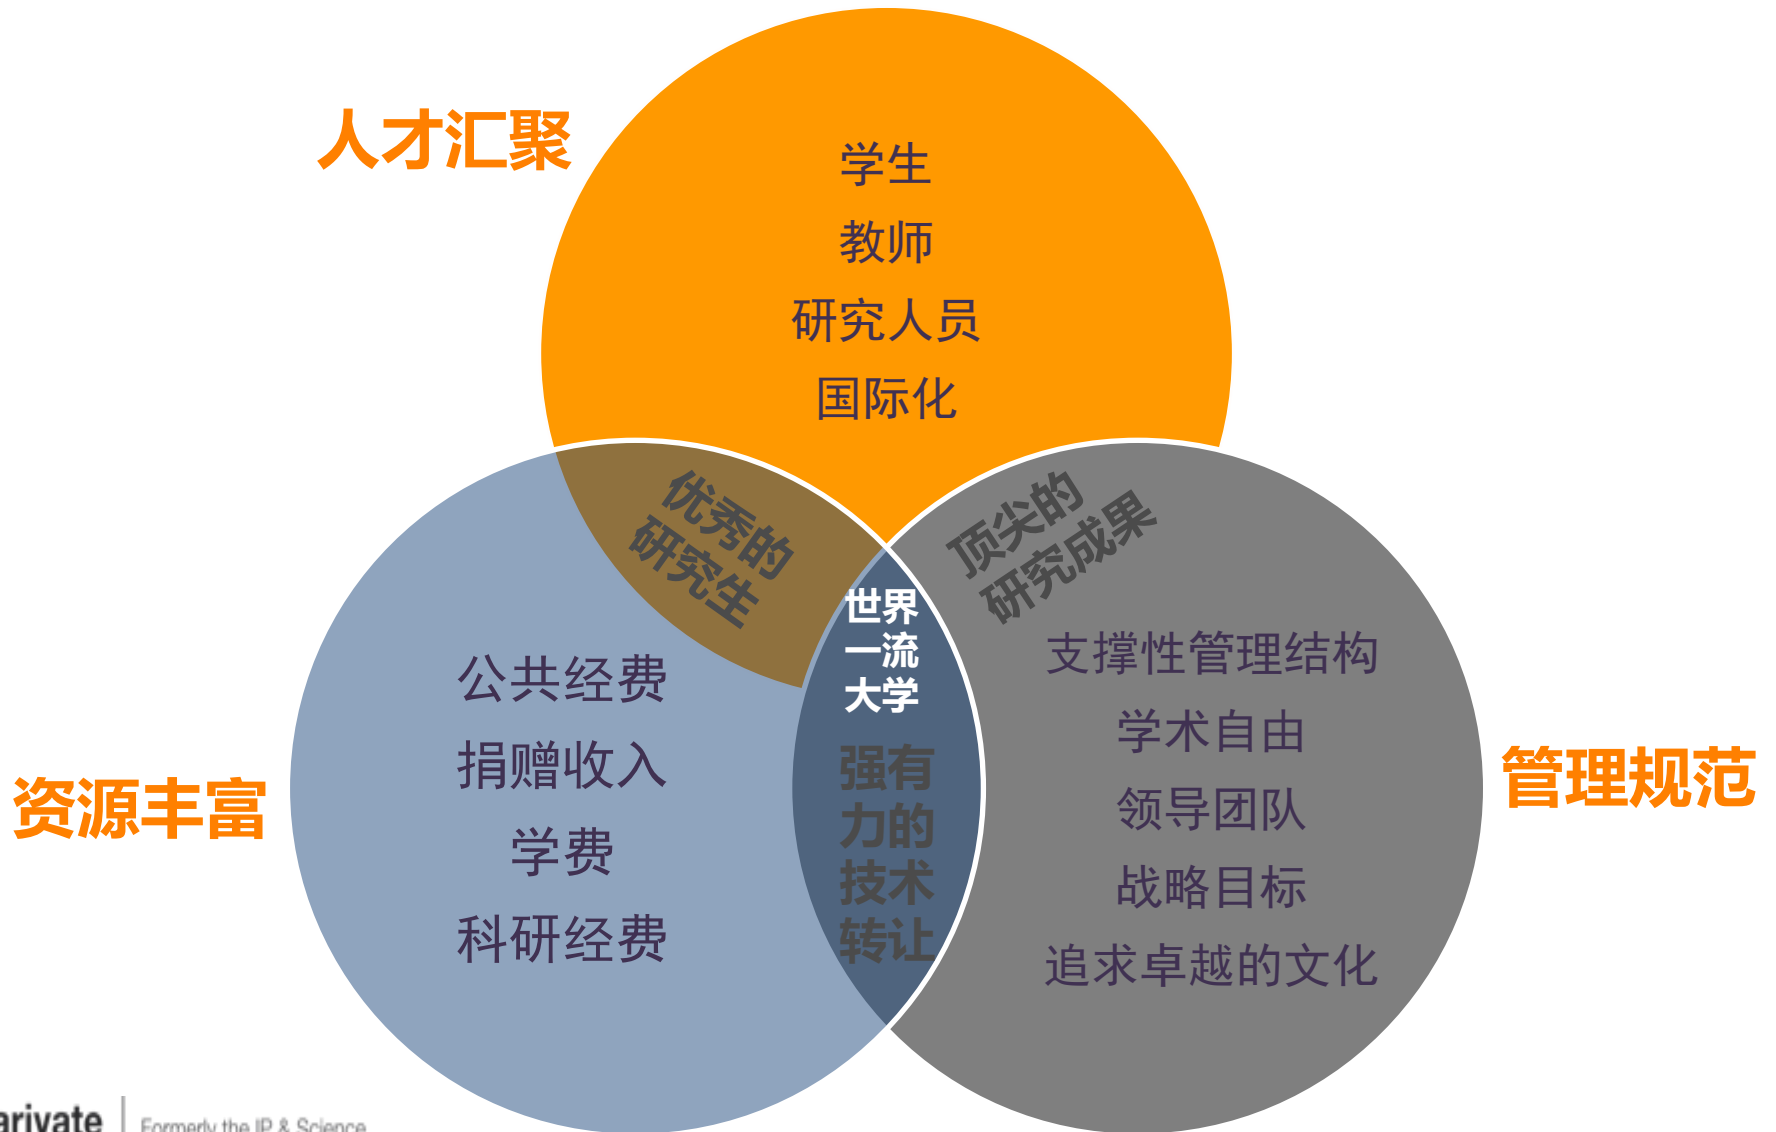 人才汇聚
学生
教师
研究人员
国际化
优秀的
研究生
顶尖的
研究成果
世界
一流
大学
公共经费
捐赠收入
学费
科研经费
资源丰富
强有
力的
技术
转让
支撑性管理结构
学术自由
领导团队
战略目标
追求卓越的文化
管理规范
arivate
Formerly the IP & Science